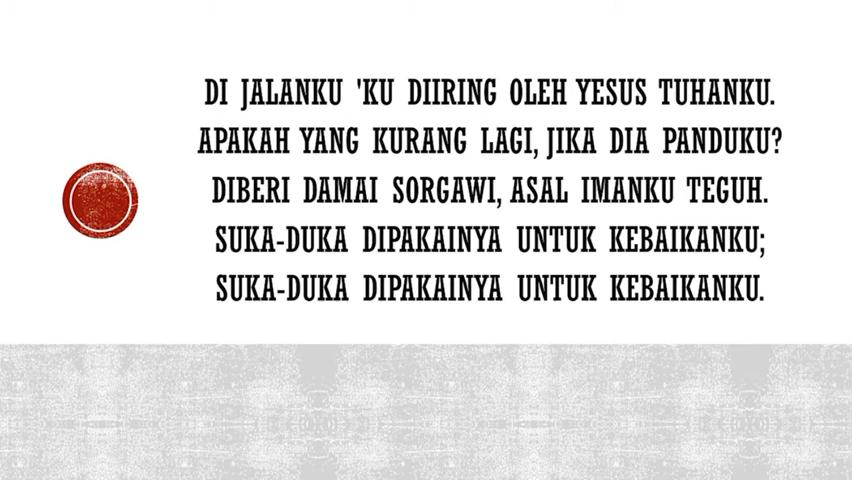 DI JALANKU 'KU DIIRING OLEH YESUS TUHANKU.
APAKAH YANG KURANG LAGI, JIKA DIA PANDUKU?
DIBERI DAMAI SORGAWI, ASAL IMANKU TEGUH.
SUKA-DUKA DIPAKAINYA UNTUK KEBAIKANKU;
SUKA-DUKA DIPAKAINYA UNTUK KEBAIKANKU.